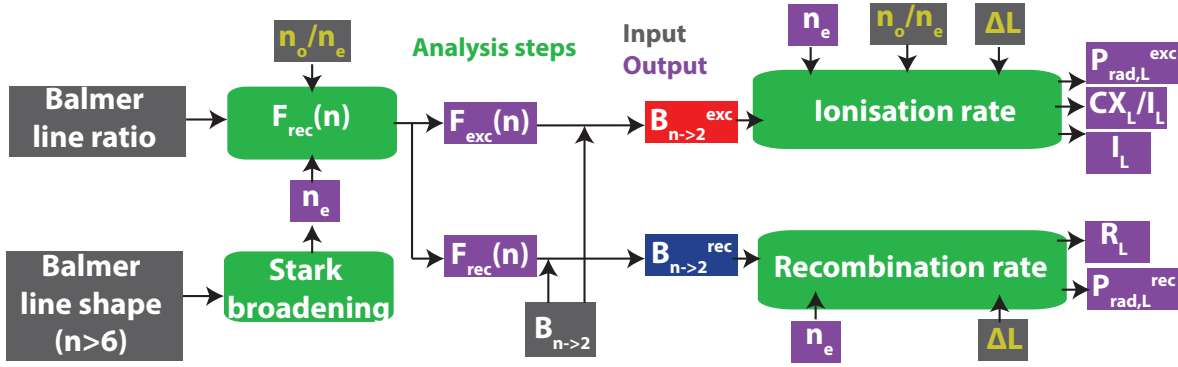 n_o/n_e
Analysis steps
Input
Output
n_e
n_o/n_e
ΔL
Balmer
line ratio
F_rec(n)
F_exc(n)
B_n->2^exc
Ionisation rate
P_rad,L^exc
CX_L/I_L
I_L
n_e
Balmer
line shape
(n>6)
Stark
broadening
F_rec(n)
B_n->2^rec
Recombination rate
R_L
P_rad,L^rec
B_n->2
n_e
ΔL